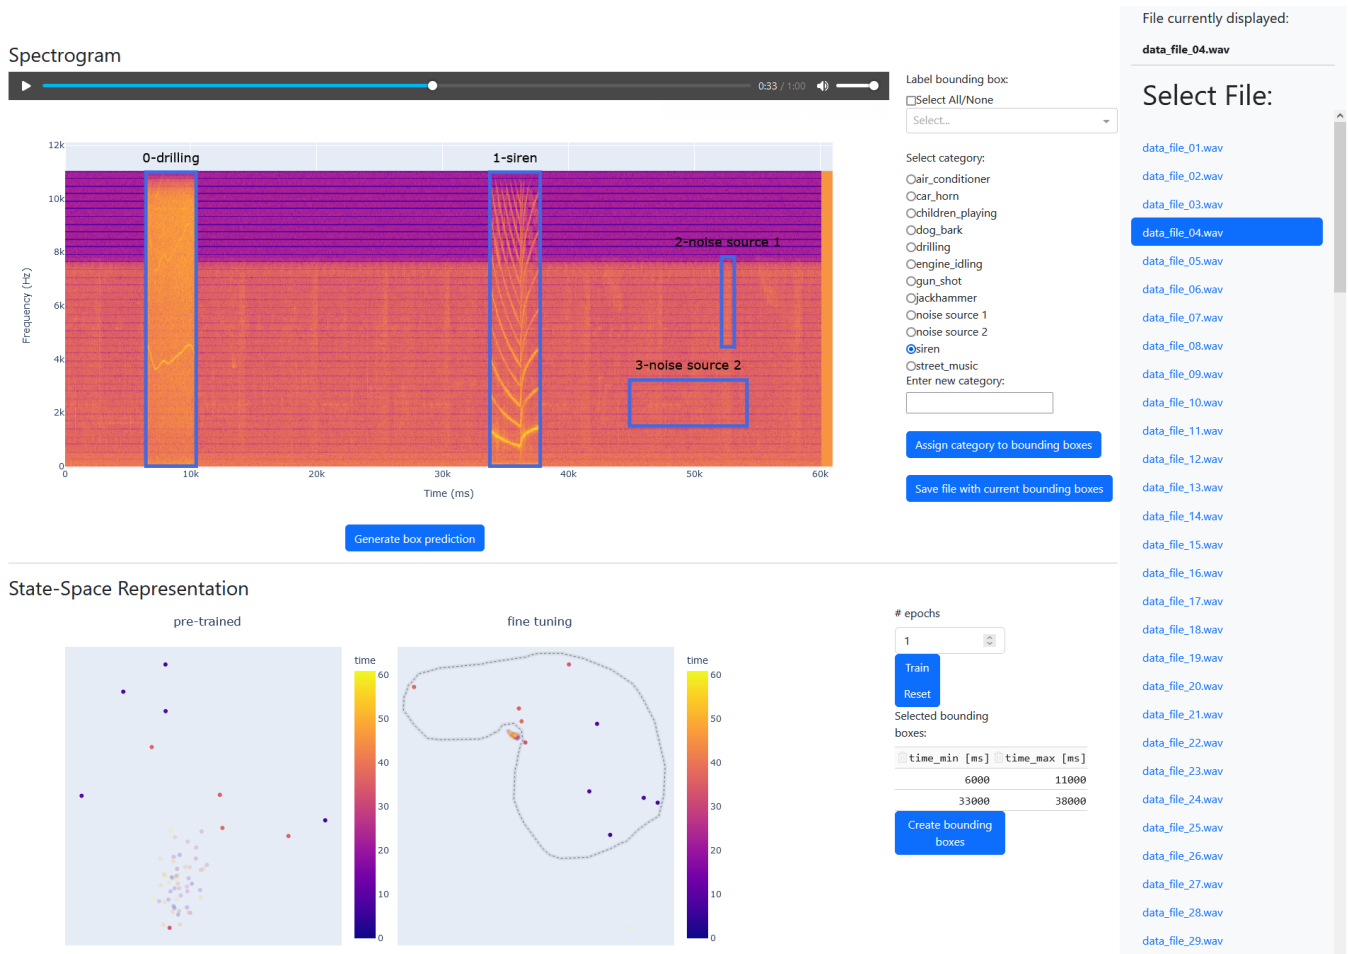 File currently displayed:
data_file_04.wav
Select File:
data_file_01.wav
data_file_02.wav
data_file_03.wav
data_file_04.wav
data_file_05.wav
data_file_06.wav
data_file_07.wav
data_file_08.wav
data_file_09.wav
data_file_10.wav
data_file_11.wav
data_file_12.wav
data_file_13.wav
data_file_14.wav
data_file_15.wav
data_file_16.wav
data_file_17.wav
data_file_18.wav
data_file_19.wav
data_file_20.wav
data_file_21.wav
data_file_22.wav
data_file_23.wav
data_file_24.wav
data_file_25.wav
data_file_26.wav
data_file_27.wav
data_file_28.wav
data_file_29.wav
Spectrogram
0:33 / 1:00
12k
10k
8k
6k
4k
2k
0
Frequency (Hz)
0-drilling
1-siren
2-noise source 1
3-noise source 2
0
10k
20k
30k
40k
50k
60k
Time (ms)
Generate box prediction
Label bounding box:
Select All/None
Select...
Select category:
air_conditioner
car_horn
children_playing
dog_bark
drilling
engine_idling
gun_shot
jackhammer
noise source 1
noise source 2
siren
street_music
Enter new category:
Assign category to bounding boxes
Save file with current bounding boxes
State-Space Representation
pre-trained
time
60
50
40
30
20
10
0
fine tuning
time
60
50
40
30
20
10
0
# epochs
1
Train
Reset
Selected bounding
boxes:
time_min [ms] time_max [ms]
6000 11000
33000 38000
Create bounding
boxes